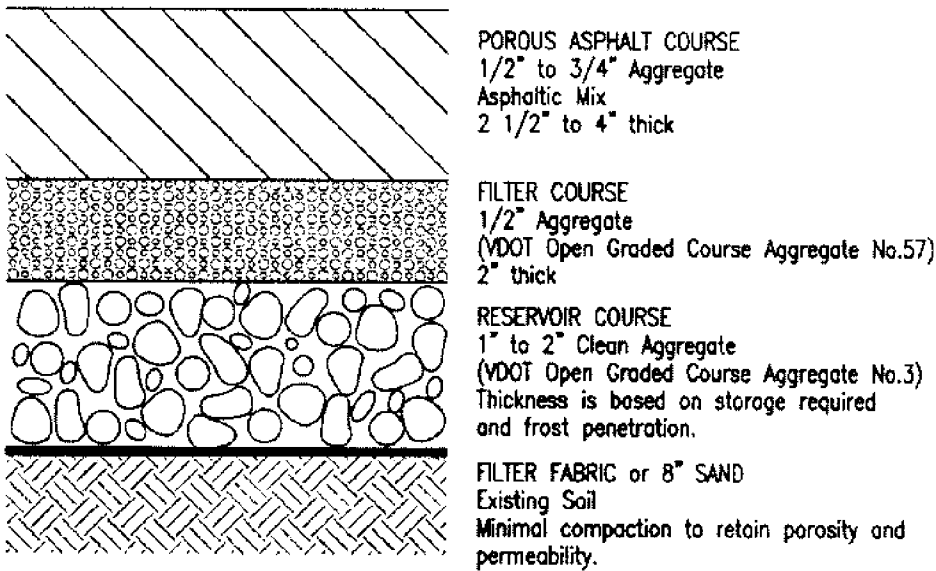 POROUS ASPHALT COURSE
1/2" to 3/4" Aggregate
Asphaltic Mix
2 1/2" to 4" thick
FILTER COURSE
1/2" Aggregate
(VDOT Open Graded Course Aggregate No.57)
2" thick
RESERVOIR COURSE
1" to 2" Clean Aggregate
(VDOT Open Graded Course Aggregate No.3)
Thickness is based on storage required
and frost penetration.
FILTER FABRIC or 8" SAND
Existing Soil
Minimal compaction to retain porosity and
permeability.